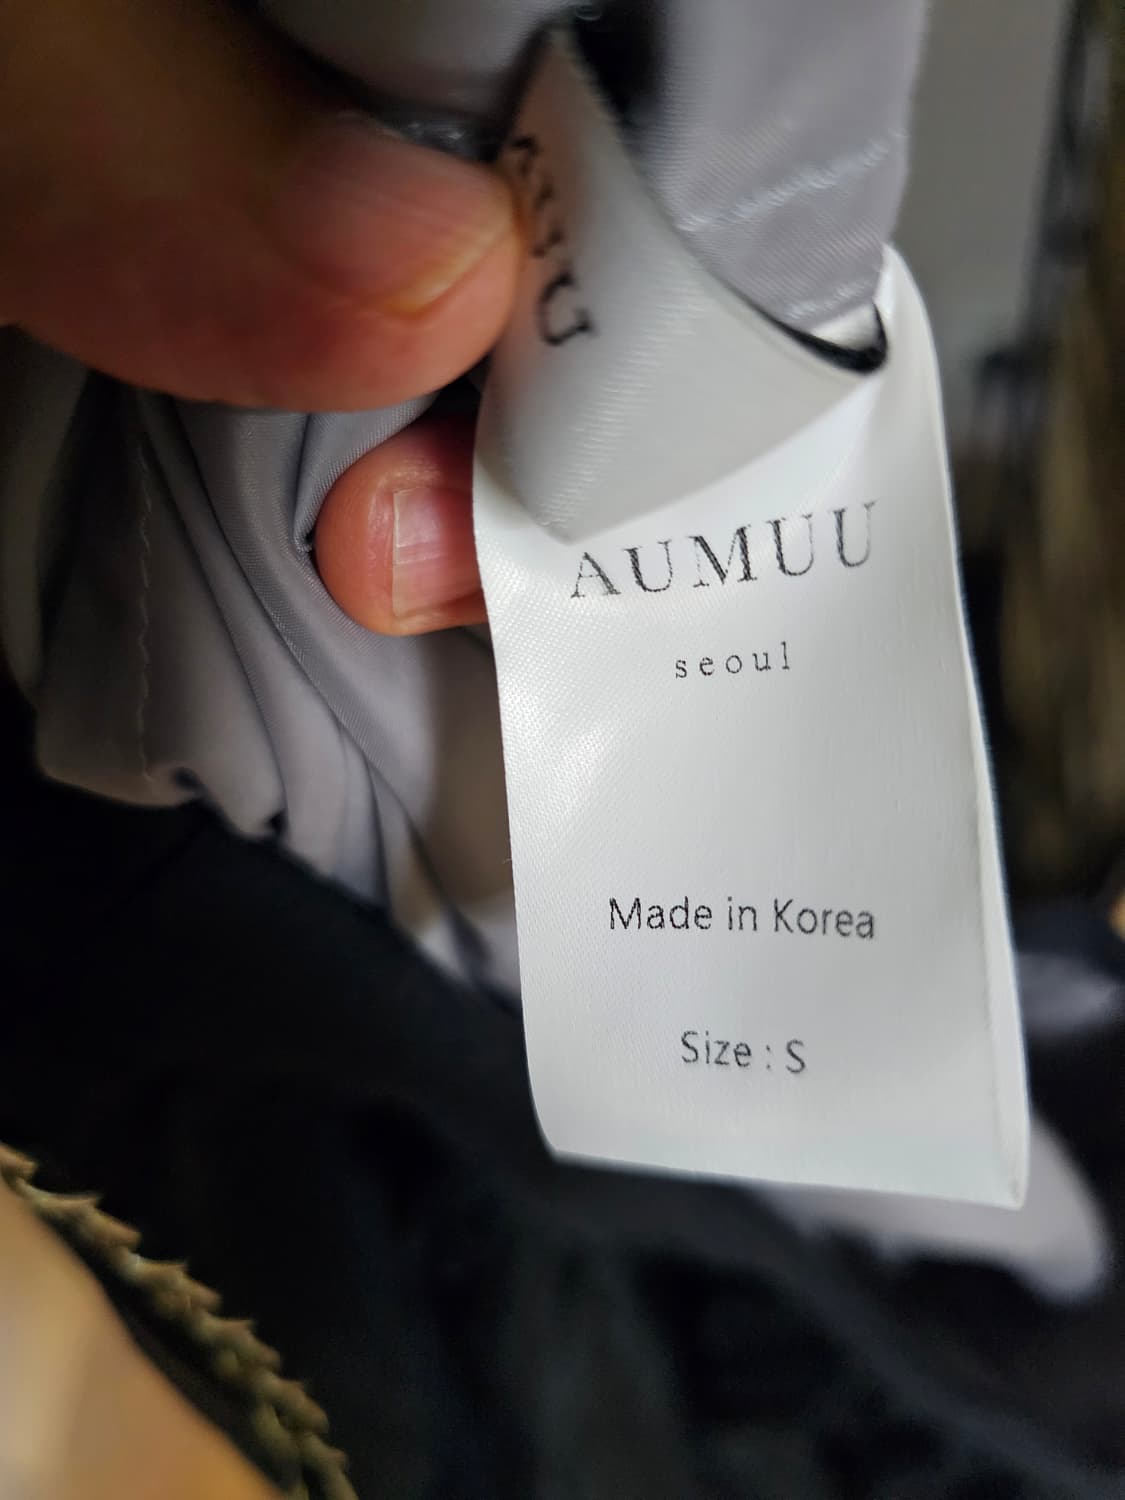 AUMUU
seoul
Made in Korea
Size : S